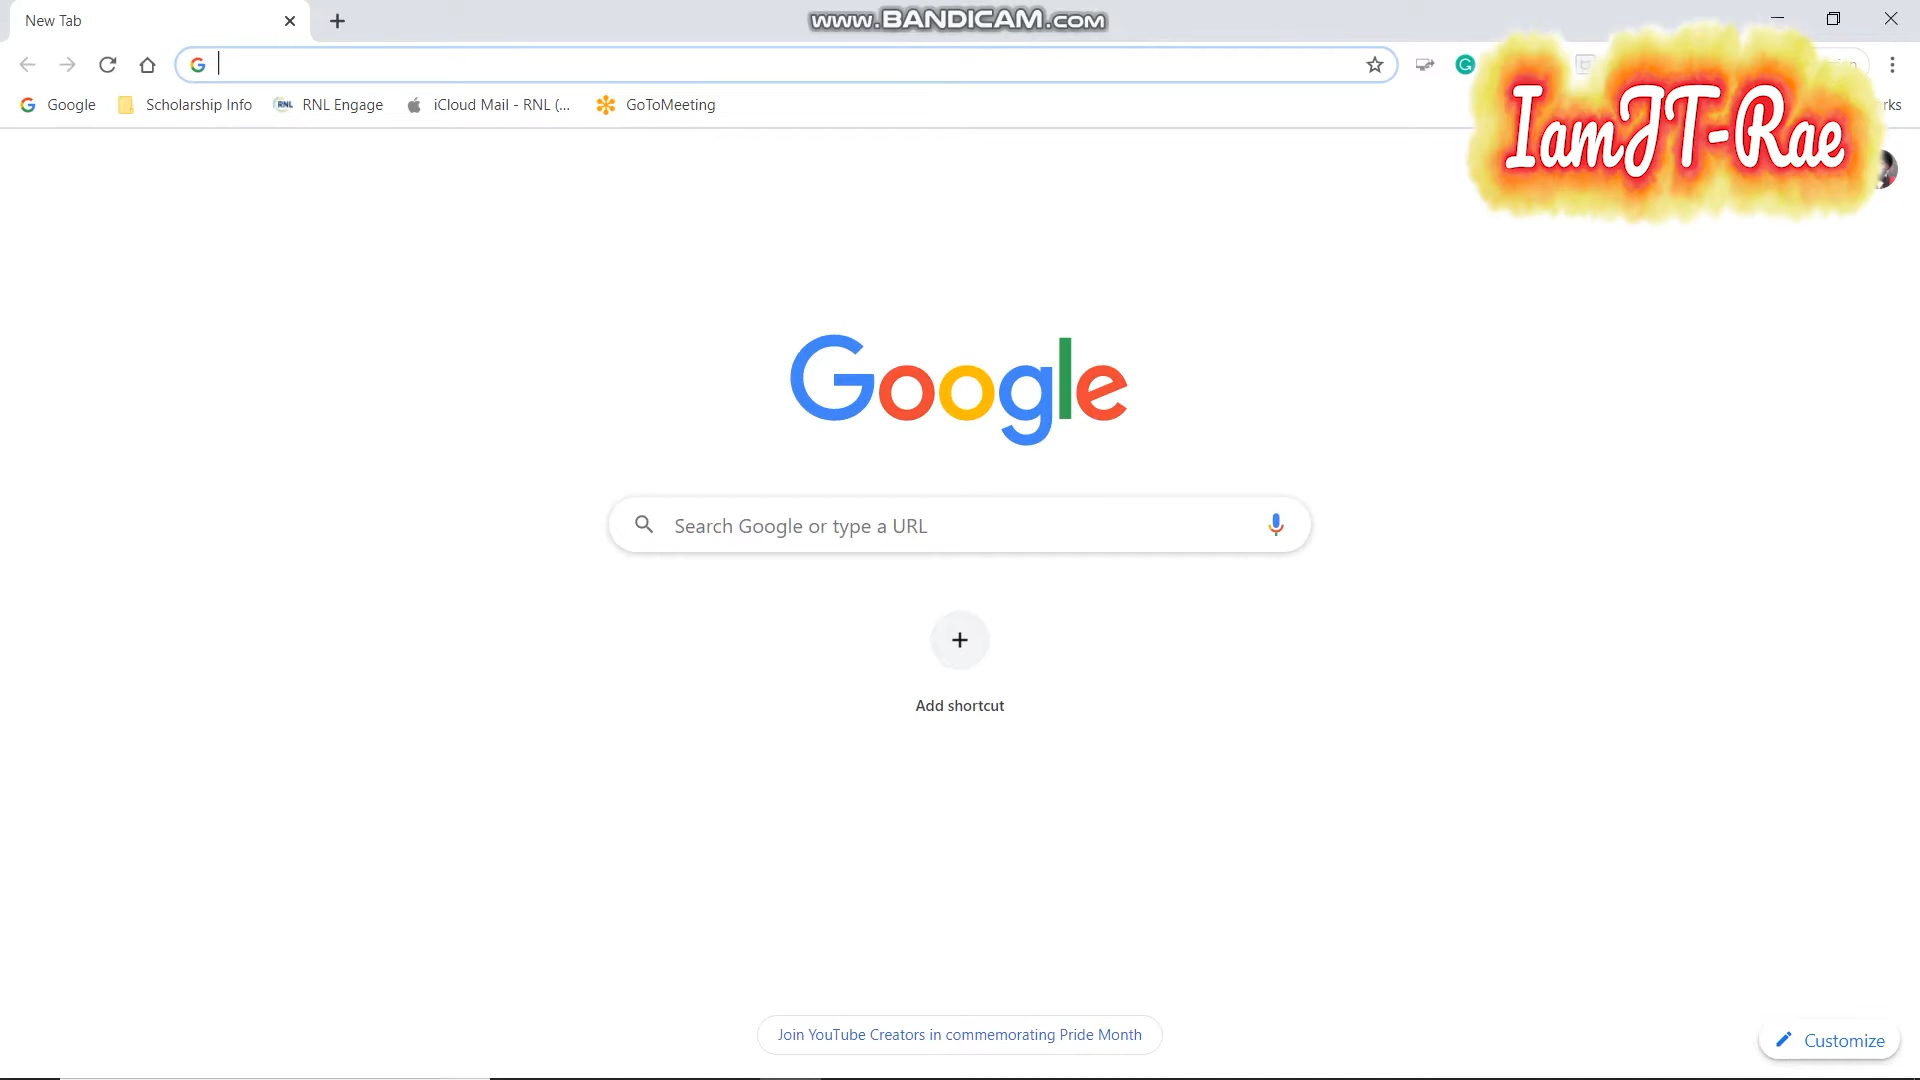 New Tab
www.BANDICAM.com
Google
Scholarship Info
RNL Engage
iCloud Mail - RNL (...
GoToMeeting
rks
IamJT-Rae
Google
Search Google or type a URL
Add shortcut
Join YouTube Creators in commemorating Pride Month
Customize